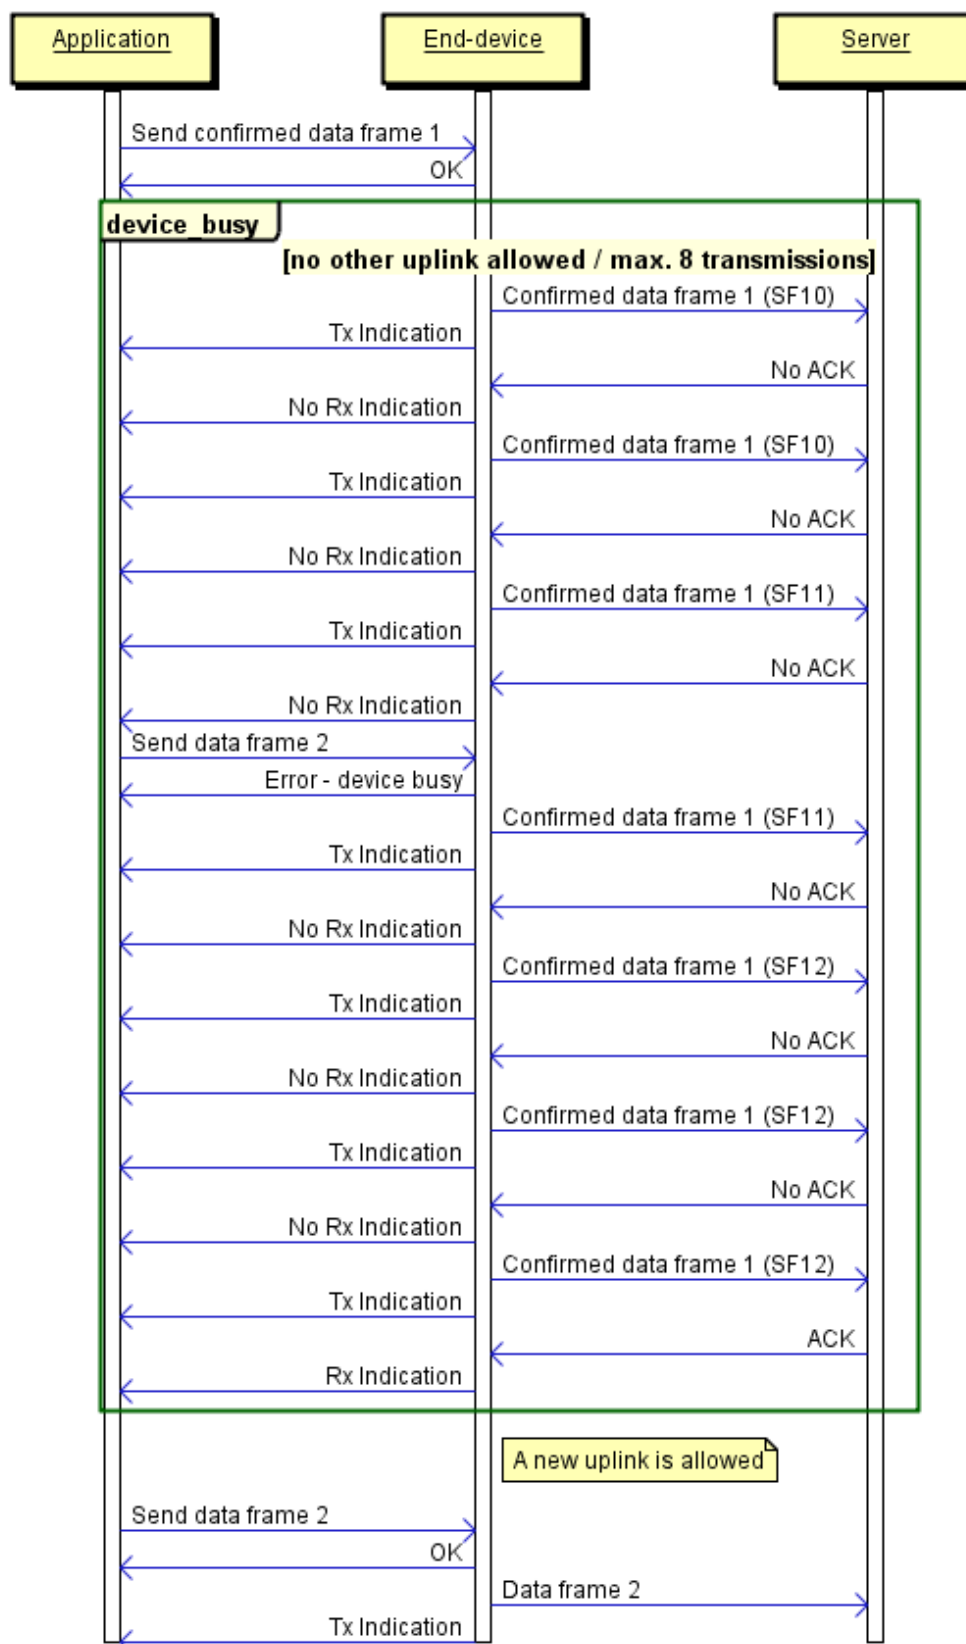 Application
End-device
Server
Send confirmed data frame 1
OK
device_busy
[no other uplink allowed / max. 8 transmissions]
Confirmed data frame 1 (SF10)
Tx Indication
No ACK
No Rx Indication
Confirmed data frame 1 (SF10)
Tx Indication
No ACK
No Rx Indication
Confirmed data frame 1 (SF11)
Tx Indication
No ACK
No Rx Indication
Send data frame 2
Error - device busy
Confirmed data frame 1 (SF11)
Tx Indication
No ACK
No Rx Indication
Confirmed data frame 1 (SF12)
Tx Indication
No ACK
No Rx Indication
Confirmed data frame 1 (SF12)
Tx Indication
No ACK
No Rx Indication
Confirmed data frame 1 (SF12)
Tx Indication
ACK
Rx Indication
A new uplink is allowed
Send data frame 2
OK
Data frame 2
Tx Indication